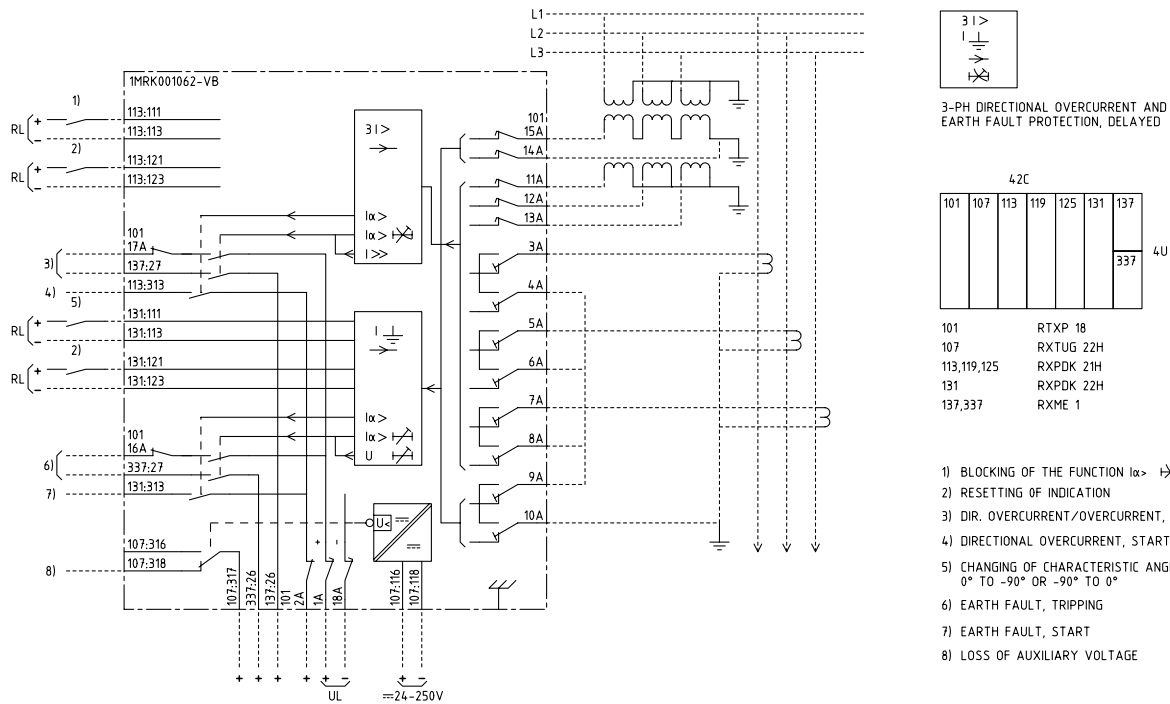 L1
L2
L3
1MRK001062-VB
1)
RL
+
-
113:111
113:113
2)
RL
+
-
113:121
113:123
3 I >
Iα >
Iα >
I >>
101
15A
14A
11A
12A
13A
3A
4A
5A
6A
7A
8A
9A
10A
101
17A
3)
137:27
4)
113:313
5)
RL
+
-
131:111
131:113
2)
RL
+
-
131:121
131:123
I
Iα >
Iα >
U
101
16A
6)
337:27
7)
131:313
U<
107:316
107:318
8)
107:317
337:26
137:26
101
2A
+
1A
-
18A
107:116
107:118
+ + + + + - + -
UL
24-250V
3 I >
I
3-PH DIRECTIONAL OVERCURRENT AND
EARTH FAULT PROTECTION, DELAYED
42C
101 107 113 119 125 131 137
337
4U
101 RTXP 18
107 RXTUG 22H
113,119,125 RXPDK 21H
131 RXPDK 22H
137,337 RXME 1
1) BLOCKING OF THE FUNCTION Iα>
2) RESETTING OF INDICATION
3) DIR. OVERCURRENT/OVERCURRENT,
4) DIRECTIONAL OVERCURRENT, START
5) CHANGING OF CHARACTERISTIC
0° TO -90° OR -90° TO 0°
6) EARTH FAULT, TRIPPING
7) EARTH FAULT, START
8) LOSS OF AUXILIARY VOLTAGE